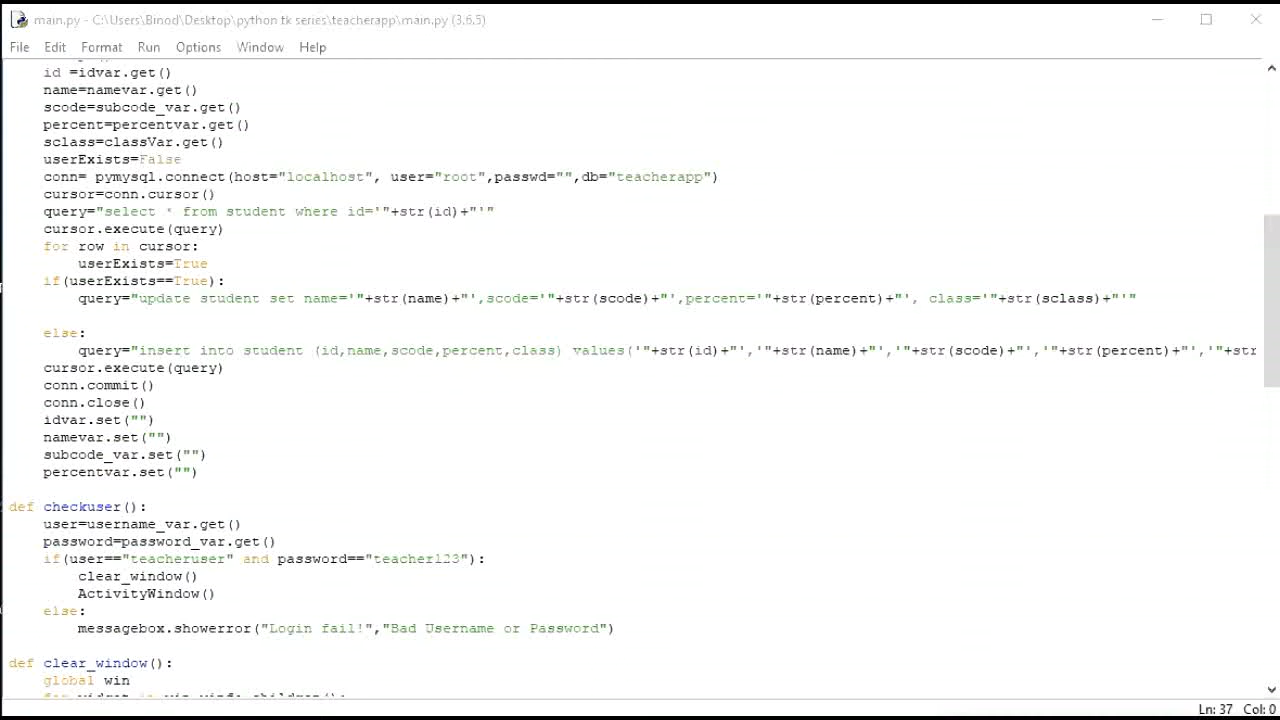 main.py - C:\Users\Binod\Desktop\python tk series\teacherapp\main.py (3.6.5)
File Edit Format Run Options Window Help
id =idvar.get()
name=namevar.get()
scode=subcode_var.get()
percent=percentvar.get()
sclass=classVar.get()
userExists=False
conn= pymysql.connect(host="localhost", user="root",passwd="",db="teacherapp")
cursor=conn.cursor()
query="select * from student where id='"+str(id)+"'"
cursor.execute(query)
for row in cursor:
userExists=True
if(userExists==True):
query="update student set name='"+str(name)+"',scode='"+str(scode)+"',percent='"+str(percent)+"', class='"+str(sclass)+"'"
else:
query="insert into student (id,name,scode,percent,class) values('"+str(id)+"','"+str(name)+"','"+str(scode)+"','"+str(percent)+"','"+str
cursor.execute(query)
conn.commit()
conn.close()
idvar.set("")
namevar.set("")
subcode_var.set("")
percentvar.set("")
def checkuser():
user=username_var.get()
password=password_var.get()
if(user=="teacheruser" and password=="teacher123"):
clear_window()
ActivityWindow()
else:
messagebox.showerror("Login fail!","Bad Username or Password")
def clear_window():
global win
Ln: 37 Col: 0